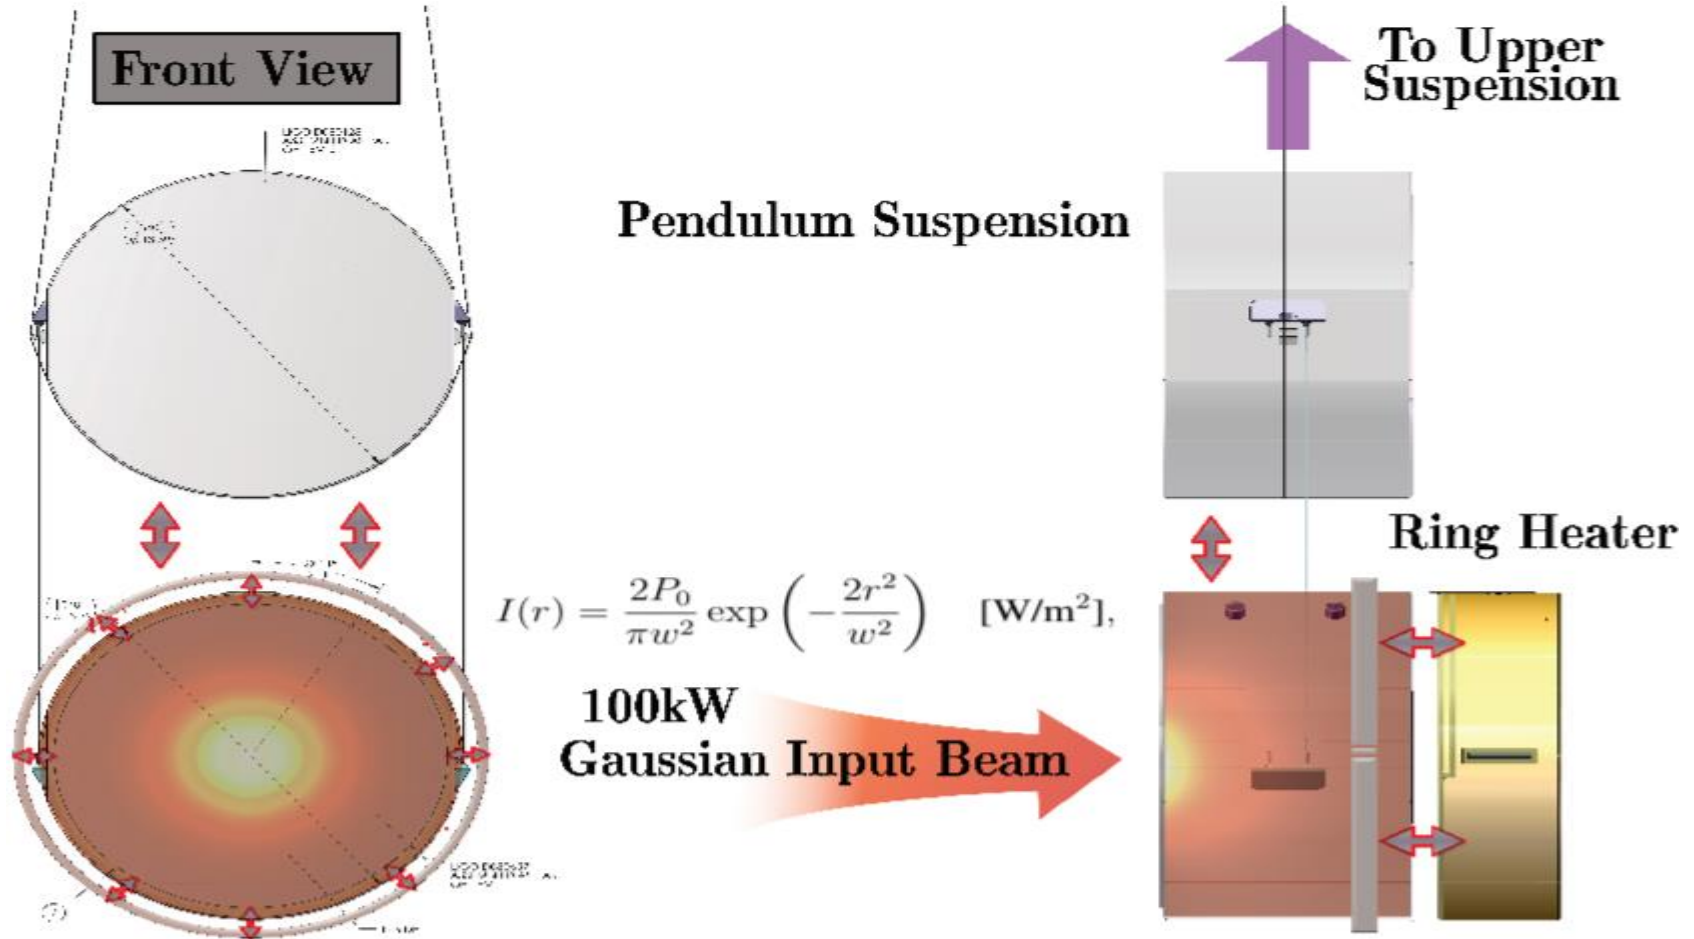 Front View
To Upper
Suspension
Pendulum Suspension
Ring Heater
I(r) = \frac{2P_0}{\pi w^2} \exp\left(-\frac{2r^2}{w^2}\right) [W/m²],
100kW
Gaussian Input Beam